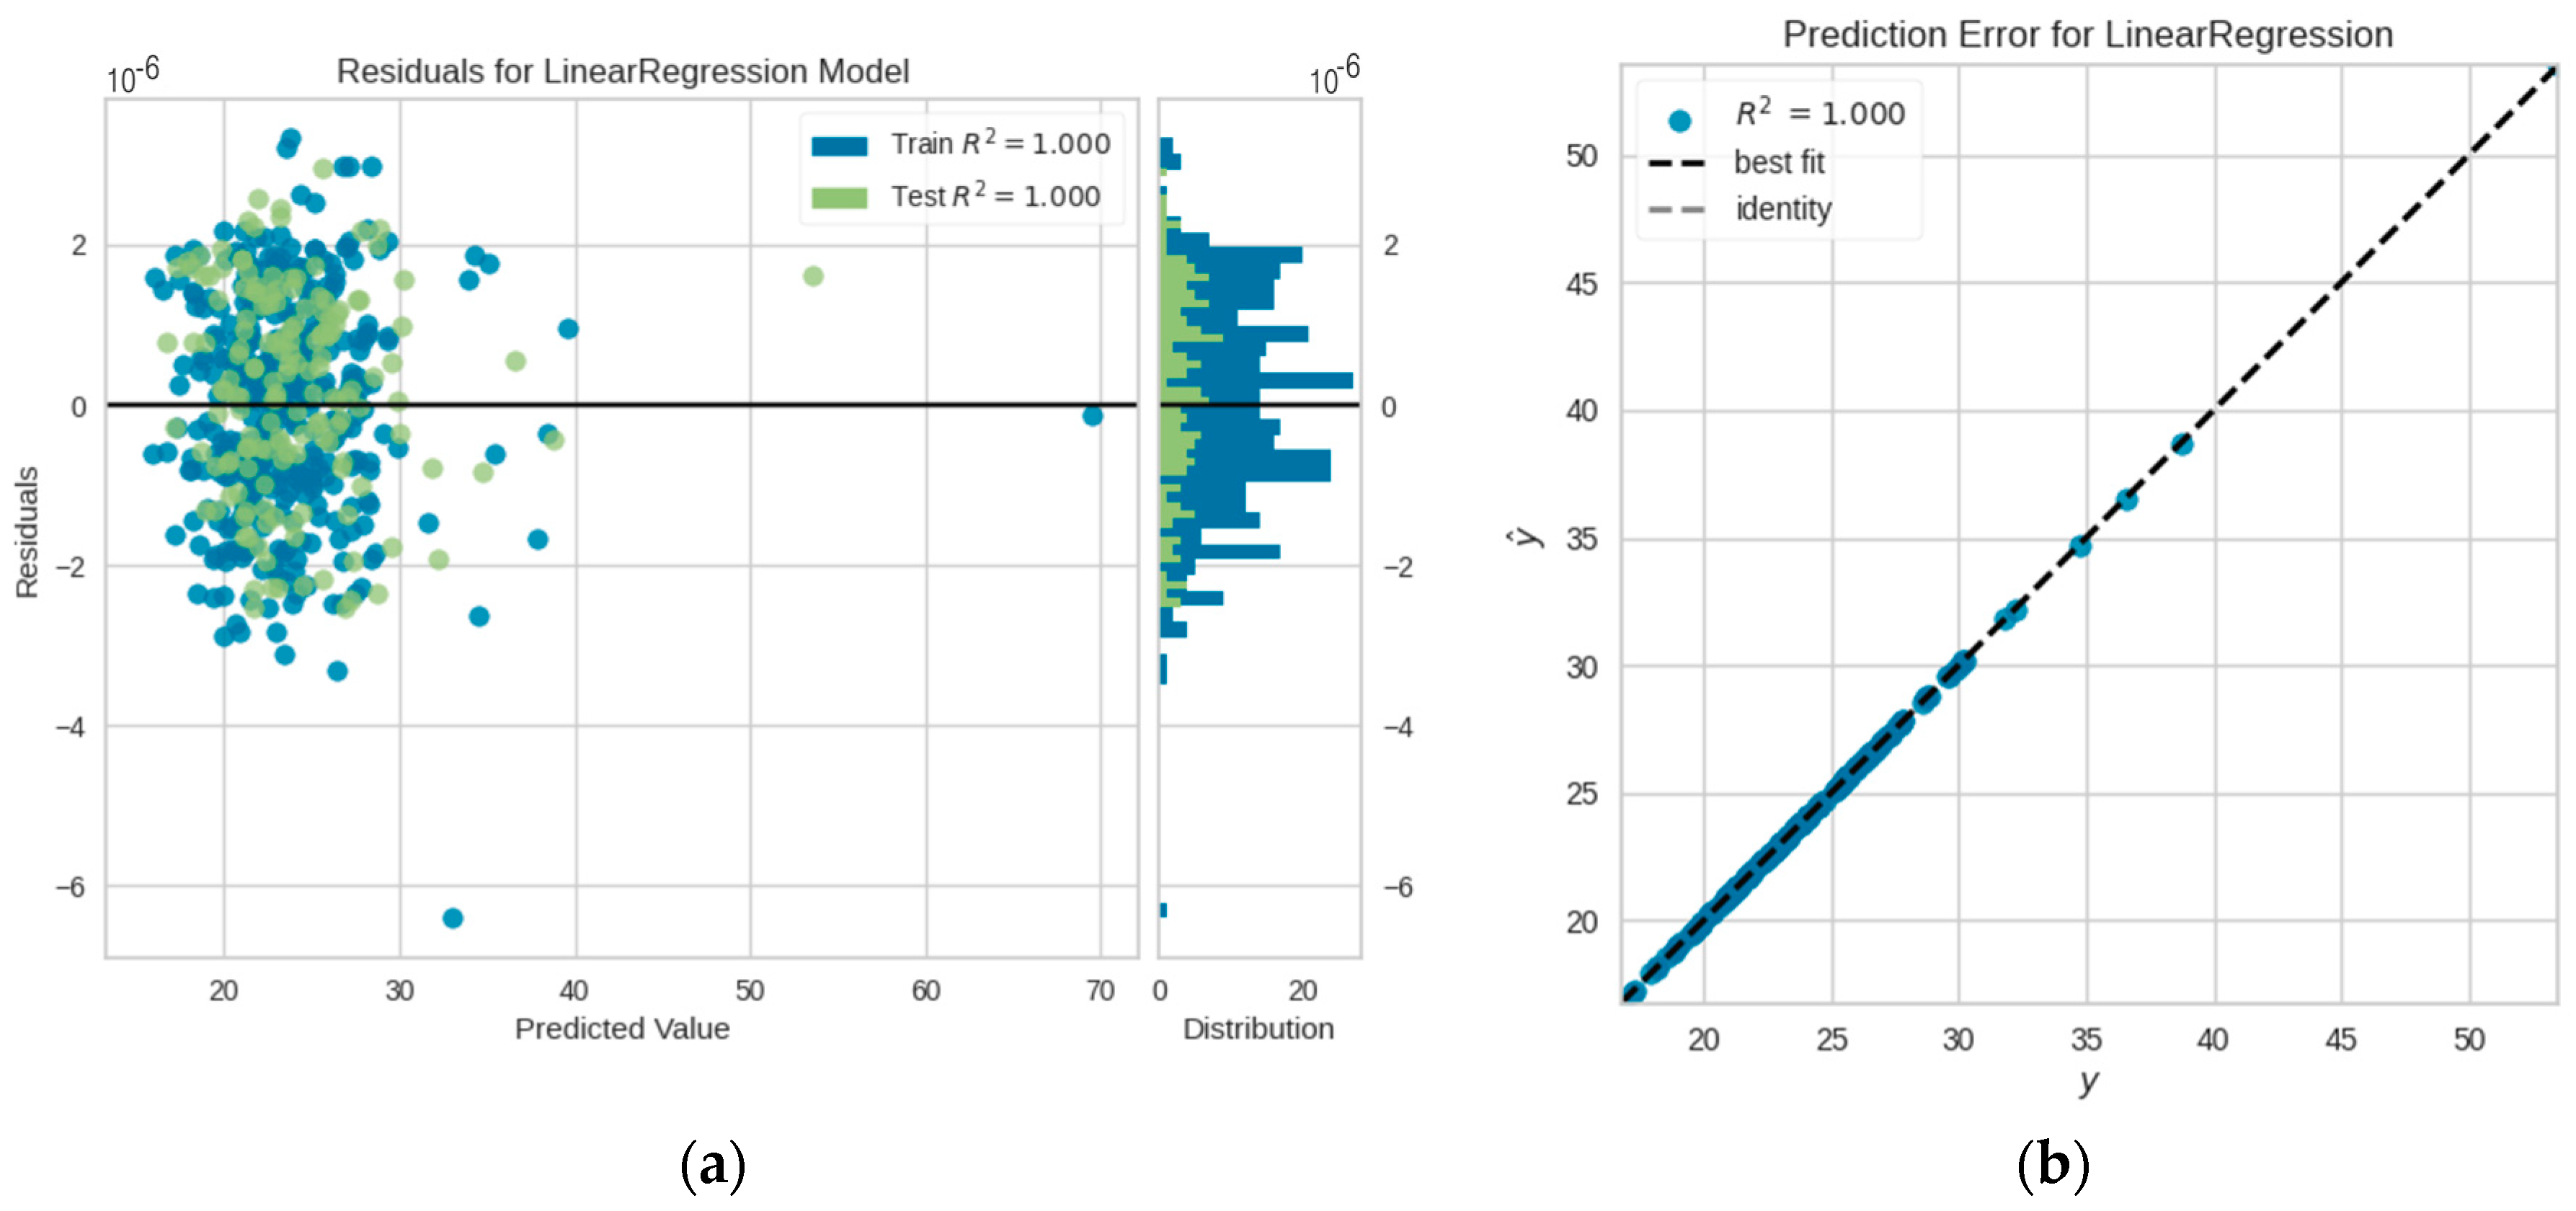 10-6
Residuals for LinearRegression Model
10-6
Train R2 = 1.000
Test R2 = 1.000
2
0
−2
−4
−6
Residuals
20 30 40 50 60 70
Predicted Value
2
0
−2
−4
−6
0 20
Distribution
(a)
Prediction Error for LinearRegression
R2 = 1.000
best fit
identity
50
45
40
35
30
25
20
ŷ
20 25 30 35 40 45 50
y
(b)